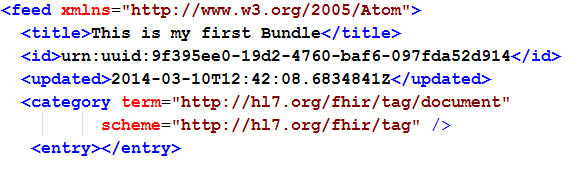 <feed xmlns="http://www.w3.org/2005/Atom">
<title>This is my first Bundle</title>
<id>urn:uuid:9f395ee0-19d2-4760-baf6-097fda52d914</id>
<updated>2014-03-10T12:42:08.6834841Z</updated>
<category term="http://hl7.org/fhir/tag/document"
scheme="http://hl7.org/fhir/tag" />
<entry></entry>